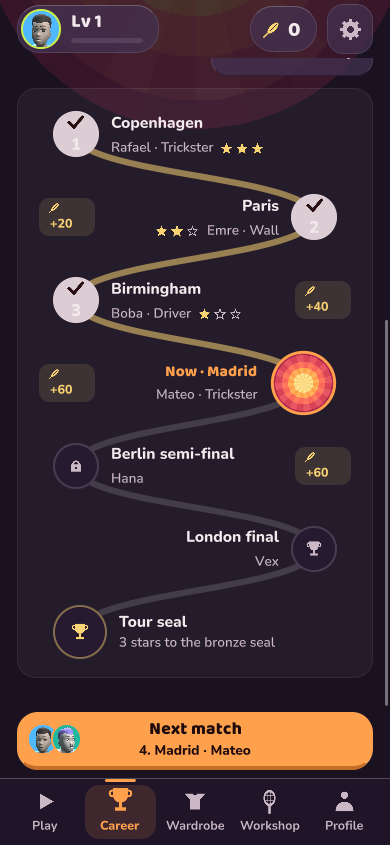 Lv 1
0
Copenhagen
1
Rafael · Trickster
Paris
+20
2
Emre · Wall
Birmingham
3
Boba · Driver
+40
Now · Madrid
+60
Mateo · Trickster
Berlin semi-final
Hana
+60
London final
Vex
Tour seal
3 stars to the bronze seal
Next match
4. Madrid · Mateo
Play
Career
Wardrobe
Workshop
Profile